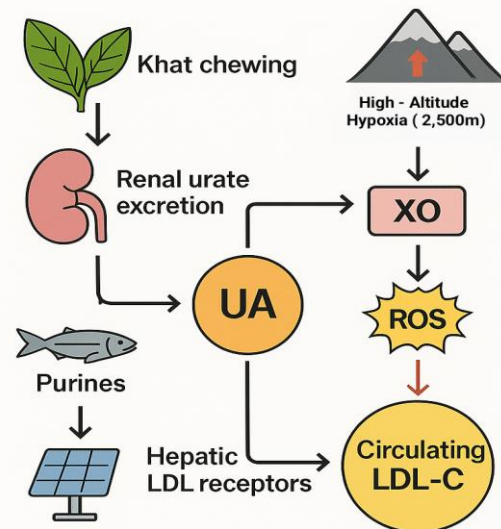 Khat chewing
High - Altitude
Hypoxia ( 2,500m)
Renal urate
excretion
XO
UA
ROS
Purines
Hepatic
LDL receptors
Circulating
LDL-C